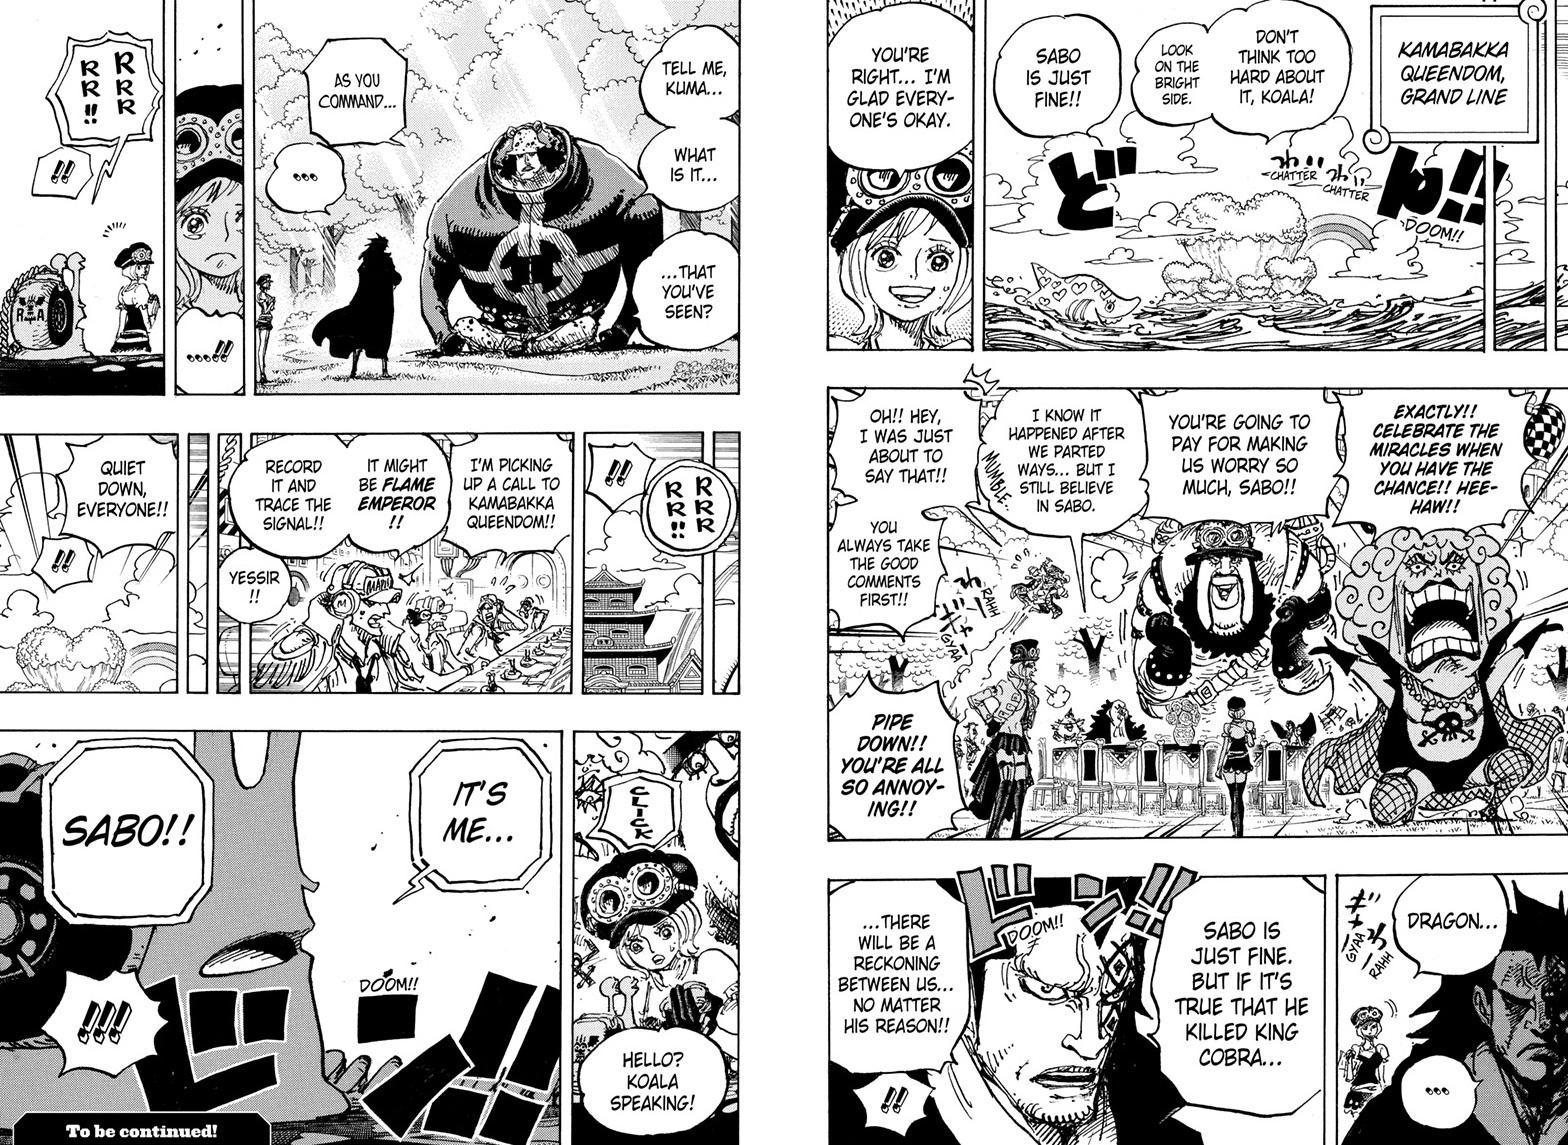 KAMABAKKA
QUEENDOM,
GRAND LINE
DON'T
THINK TOO
HARD ABOUT
IT, KOALA!
LOOK
ON THE
BRIGHT
SIDE.
SABO
IS JUST
FINE!!
ど
ん!!
DOOM!!
CHATTER
CHATTER
YOU'RE
RIGHT... I'M
GLAD EVERY-
ONE'S OKAY.
EXACTLY!!
CELEBRATE THE
MIRACLES WHEN
YOU HAVE THE
CHANCE!! HEE-
HAW!!
YOU'RE GOING TO
PAY FOR MAKING
US WORRY SO
MUCH, SABO!!
I KNOW IT
HAPPENED AFTER
WE PARTED
WAYS... BUT I
STILL BELIEVE
IN SABO.
MUMBLE
OH!! HEY,
I WAS JUST
ABOUT TO
SAY THAT!!
YOU
ALWAYS TAKE
THE GOOD
COMMENTS
FIRST!!
RAHH
GYAA
PIPE
DOWN!!
YOU'RE ALL
SO ANNOY-
ING!!
DRAGON...
GYAA
RAHH
...
SABO IS
JUST FINE.
BUT IF IT'S
TRUE THAT HE
KILLED KING
COBRA...
DOOM!!
...THERE
WILL BE A
RECKONING
BETWEEN US...
NO MATTER
HIS REASON!!
!!
TELL ME,
KUMA...
WHAT
IS IT...
...THAT
YOU'VE
SEEN?
AS YOU
COMMAND...
...
...!!
RRR
RR!!
!!
RA
RRR
RR!!
!!
I'M PICKING
UP A CALL TO
KAMABAKKA
QUEENDOM!!
IT MIGHT
BE FLAME
EMPEROR
!!
RECORD
IT AND
TRACE THE
SIGNAL!!
YESSIR
!!
QUIET
DOWN,
EVERYONE!!
!!
CLICK
HELLO?
KOALA
SPEAKING!
IT'S
ME...
SABO!!
DOOM!!
!!!
To be continued!